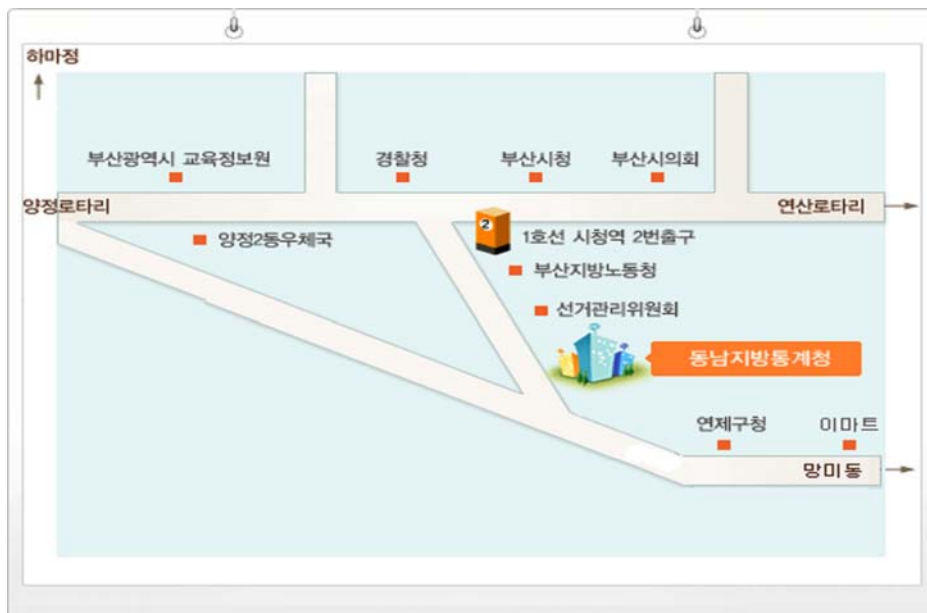 하마정
부산광역시 교육정보원
경찰청
부산시청
부산시의회
양정로타리
연산로타리
2
1호선 시청역 2번출구
양정2동우체국
부산지방노동청
선거관리위원회
동남지방통계청
연제구청
이마트
망미동